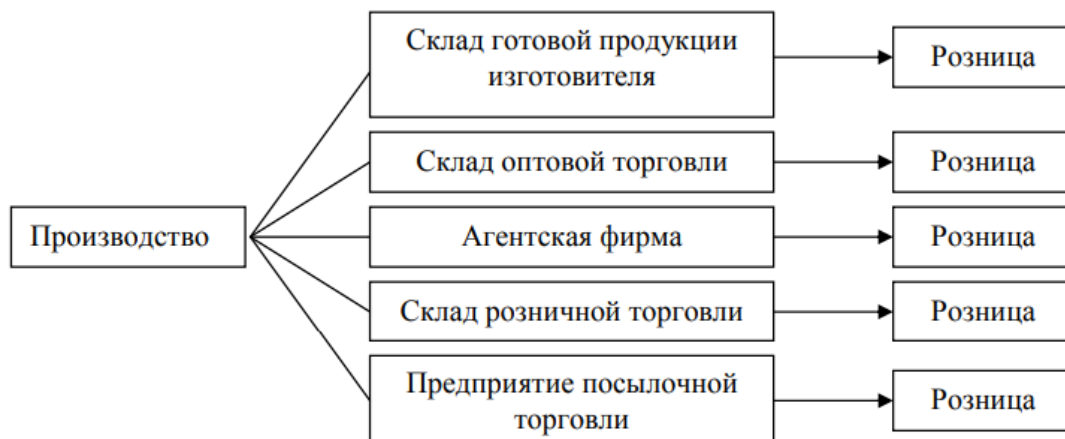 Склад готовой продукции
изготовителя
Розница
Склад оптовой торговли
Розница
Производство
Агентская фирма
Розница
Склад розничной торговли
Розница
Предприятие посылочной
торговли
Розница